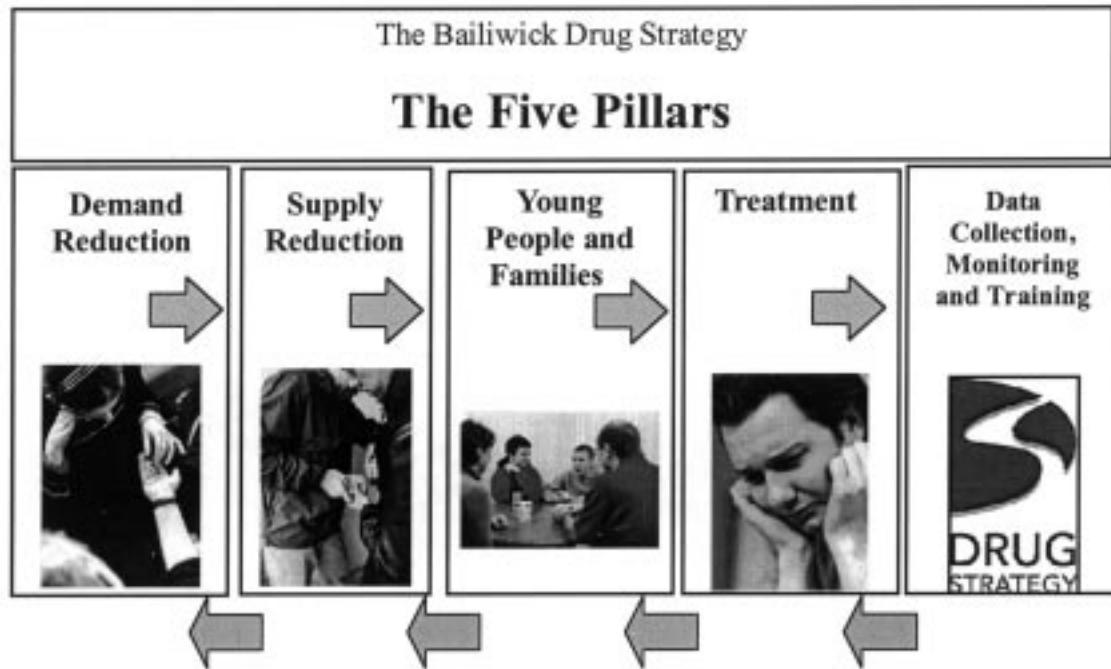 The Bailiwick Drug Strategy
The Five Pillars
Demand
Reduction
Supply
Reduction
Young
People and
Families
Treatment
Data
Collection,
Monitoring
and Training
DRUG
STRATEGY